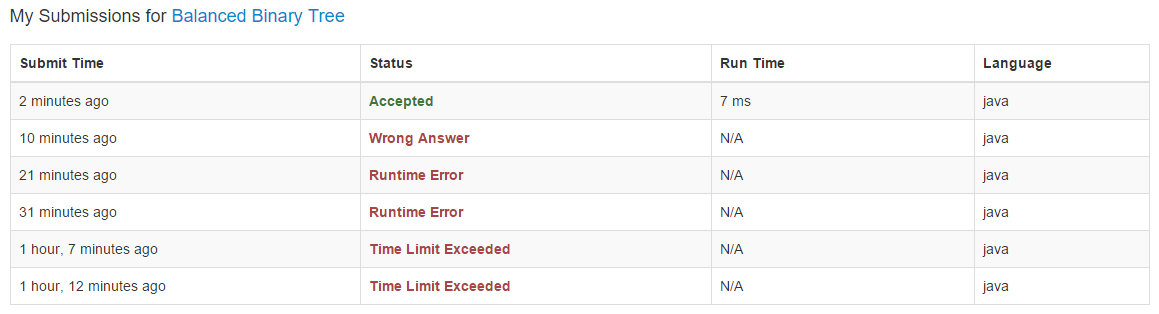 My Submissions for Balanced Binary Tree
Submit Time Status Run Time Language
2 minutes ago Accepted 7 ms java
10 minutes ago Wrong Answer N/A java
21 minutes ago Runtime Error N/A java
31 minutes ago Runtime Error N/A java
1 hour, 7 minutes ago Time Limit Exceeded N/A java
1 hour, 12 minutes ago Time Limit Exceeded N/A java